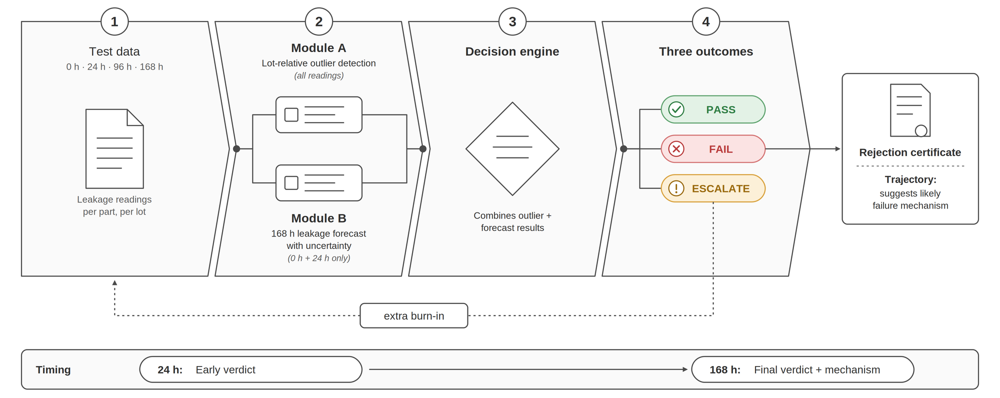 1
Test data
0 h · 24 h · 96 h · 168 h
Leakage readings
per part, per lot
2
Module A
Lot-relative outlier detection
(all readings)
Module B
168 h leakage forecast
with uncertainty
(0 h + 24 h only)
3
Decision engine
Combines outlier +
forecast results
4
Three outcomes
PASS
FAIL
ESCALATE
Rejection certificate
Trajectory:
suggests likely
failure mechanism
extra burn-in
Timing
24 h: Early verdict
168 h: Final verdict + mechanism